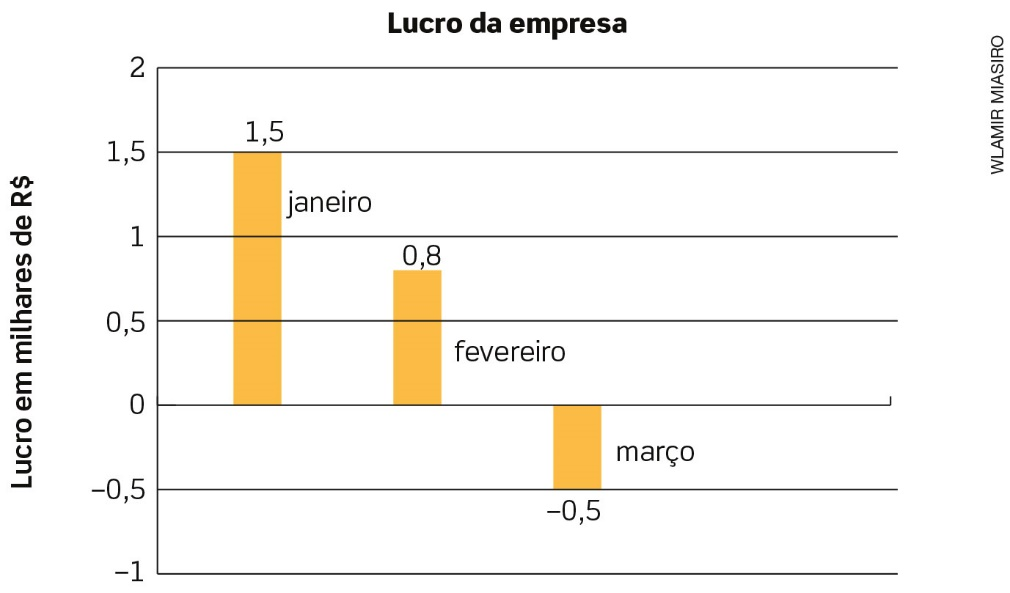 Lucro da empresa
WLAMIR MIASIRO
Lucro em milhares de R$
2
1,5
1
0,5
0
–0,5
–1
1,5
janeiro
0,8
fevereiro
março
–0,5